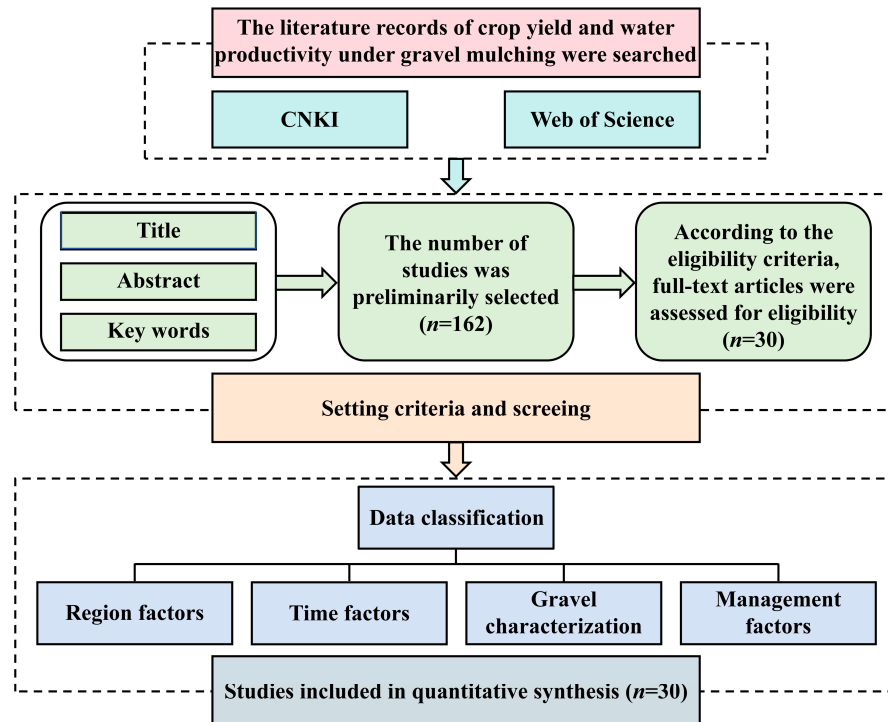 The literature records of crop yield and water
productivity under gravel mulching were searched
CNKI
Web of Science
Title
Abstract
Key words
The number of
studies was
preliminarily selected
(n=162)
According to the
eligibility criteria,
full-text articles were
assessed for eligibility
(n=30)
Setting criteria and screeing
Data classification
Region factors
Time factors
Gravel
characterization
Management
factors
Studies included in quantitative synthesis (n=30)